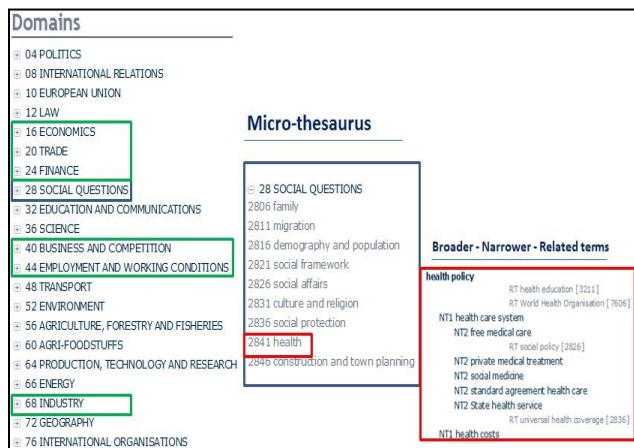 Domains
04 POLITICS
08 INTERNATIONAL RELATIONS
10 EUROPEAN UNION
12 LAW
16 ECONOMICS
20 TRADE
24 FINANCE
28 SOCIAL QUESTIONS
32 EDUCATION AND COMMUNICATIONS
36 SCIENCE
40 BUSINESS AND COMPETITION
44 EMPLOYMENT AND WORKING CONDITIONS
48 TRANSPORT
52 ENVIRONMENT
56 AGRICULTURE, FORESTRY AND FISHERIES
60 AGRI-FOODSTUFFS
64 PRODUCTION, TECHNOLOGY AND RESEARCH
66 ENERGY
68 INDUSTRY
72 GEOGRAPHY
76 INTERNATIONAL ORGANISATIONS
Micro-thesaurus
28 SOCIAL QUESTIONS
2806 family
2811 migration
2816 demography and population
2821 social framework
2826 social affairs
2831 culture and religion
2836 social protection
2841 health
2846 construction and town planning
Broader - Narrower - Related terms
health policy
RT health education [3211]
RT World Health Organisation [7606]
NT1 health care system
NT2 free medical care
RT social policy [2826]
NT2 private medical treatment
NT2 social medicine
NT2 standard agreement health care
NT2 State health service
RT universal health coverage [2836]
NT1 health costs